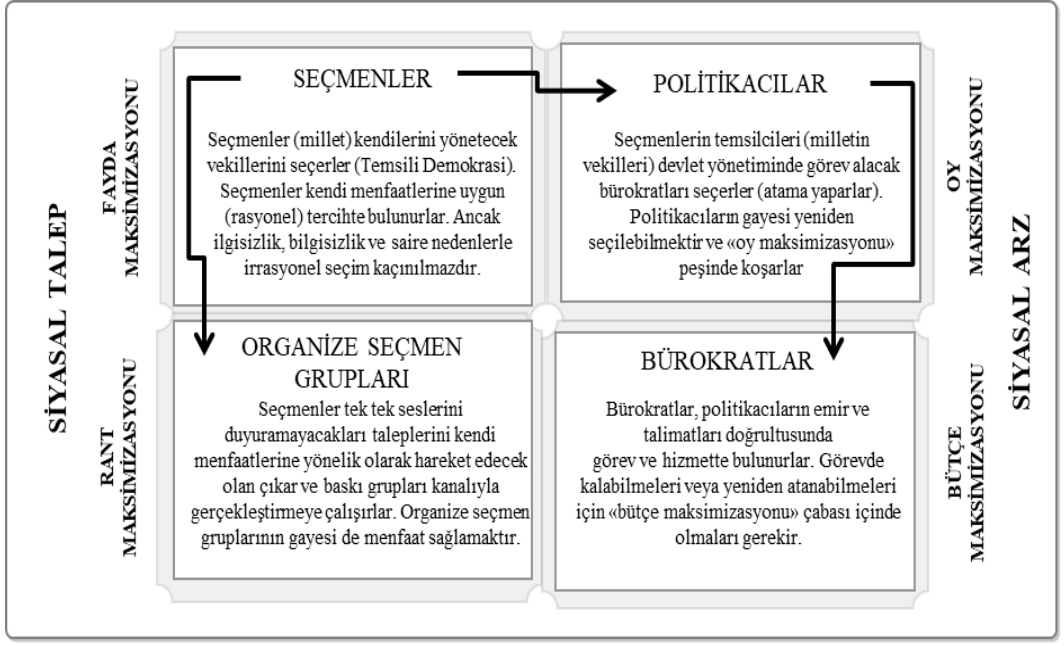 SİYASAL TALEP
FAYDA
MAKSİMİZASYONU
SEÇMENLER
Seçmenler (millet) kendilerini yönetecek
vekillerini seçerler (Temsili Demokrasi).
Seçmenler kendi menfaatlerine uygun
(rasyonel) tercihte bulunurlar. Ancak
ilgisizlik, bilgisizlik ve saire nedenlerle
irrasyonel seçim kaçınılmazdır.
POLİTİKACILAR
Seçmenlerin temsilcileri (milletin
vekilleri) devlet yönetiminde görev alacak
bürokratları seçerler (atama yaparlar).
Politikacıların gayesi yeniden
seçilebilmektir ve «oy maksimizasyonu»
peşinde koşarlar
OY
MAKSİMİZASYONU
SİYASAL ARZ
RANT
MAKSİMİZASYONU
ORGANİZE SEÇMEN
GRUPLARI
Seçmenler tek tek seslerini
duyuramayacakları taleplerini kendi
menfaatlerine yönelik olarak hareket edecek
olan çıkar ve baskı grupları kanalıyla
gerçekleştirmeye çalışırlar. Organize seçmen
gruplarının gayesi de menfaat sağlamaktır.
BÜROKRATLAR
Bürokratlar, politikacıların emir ve
talimatları doğrultusunda
görev ve hizmette bulunurlar. Görevde
kalabilmeleri veya yeniden atanabilmeleri
için «bütçe maksimizasyonu» çabası içinde
olmaları gerekir.
BÜTÇE
MAKSİMİZASYONU